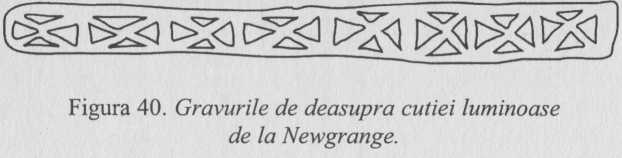 Figura 40. Gravurile de deasupra cutiei luminoase
de la Newgrange.